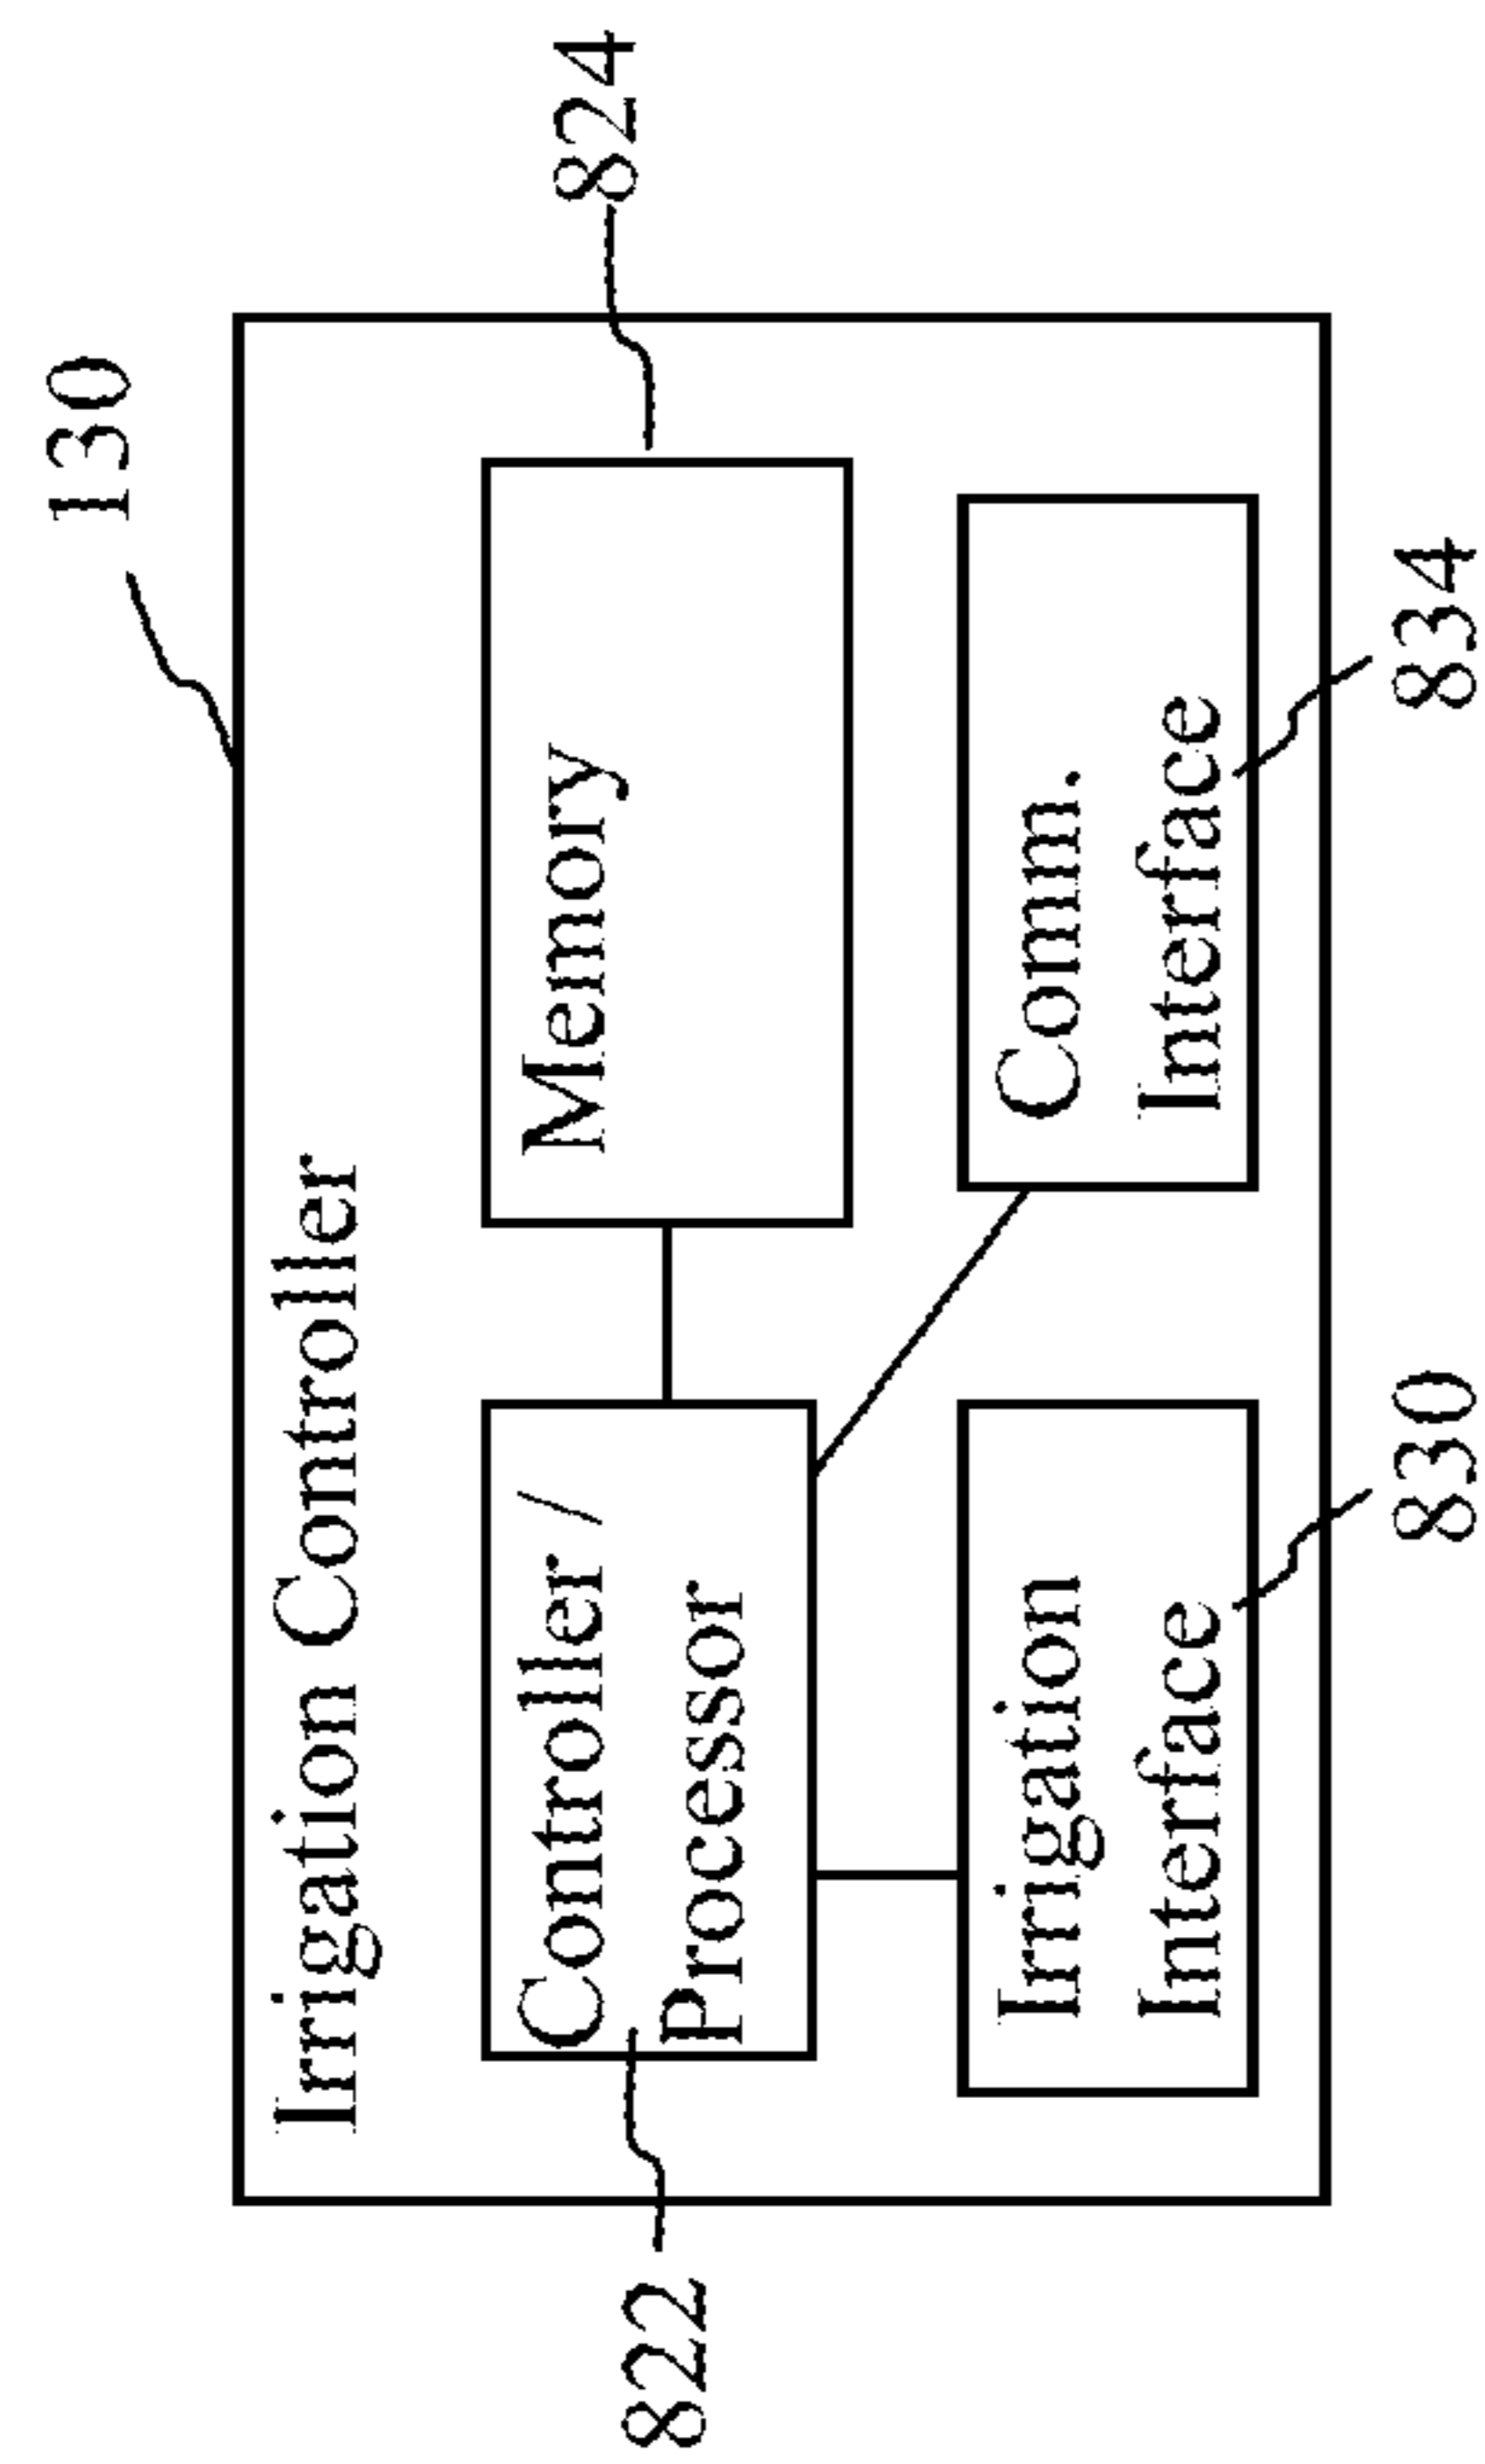 130
Irrigation Controller
822
Controller /
Processor
Memory
824
Irrigation
Interface
Comm.
Interface
830
834